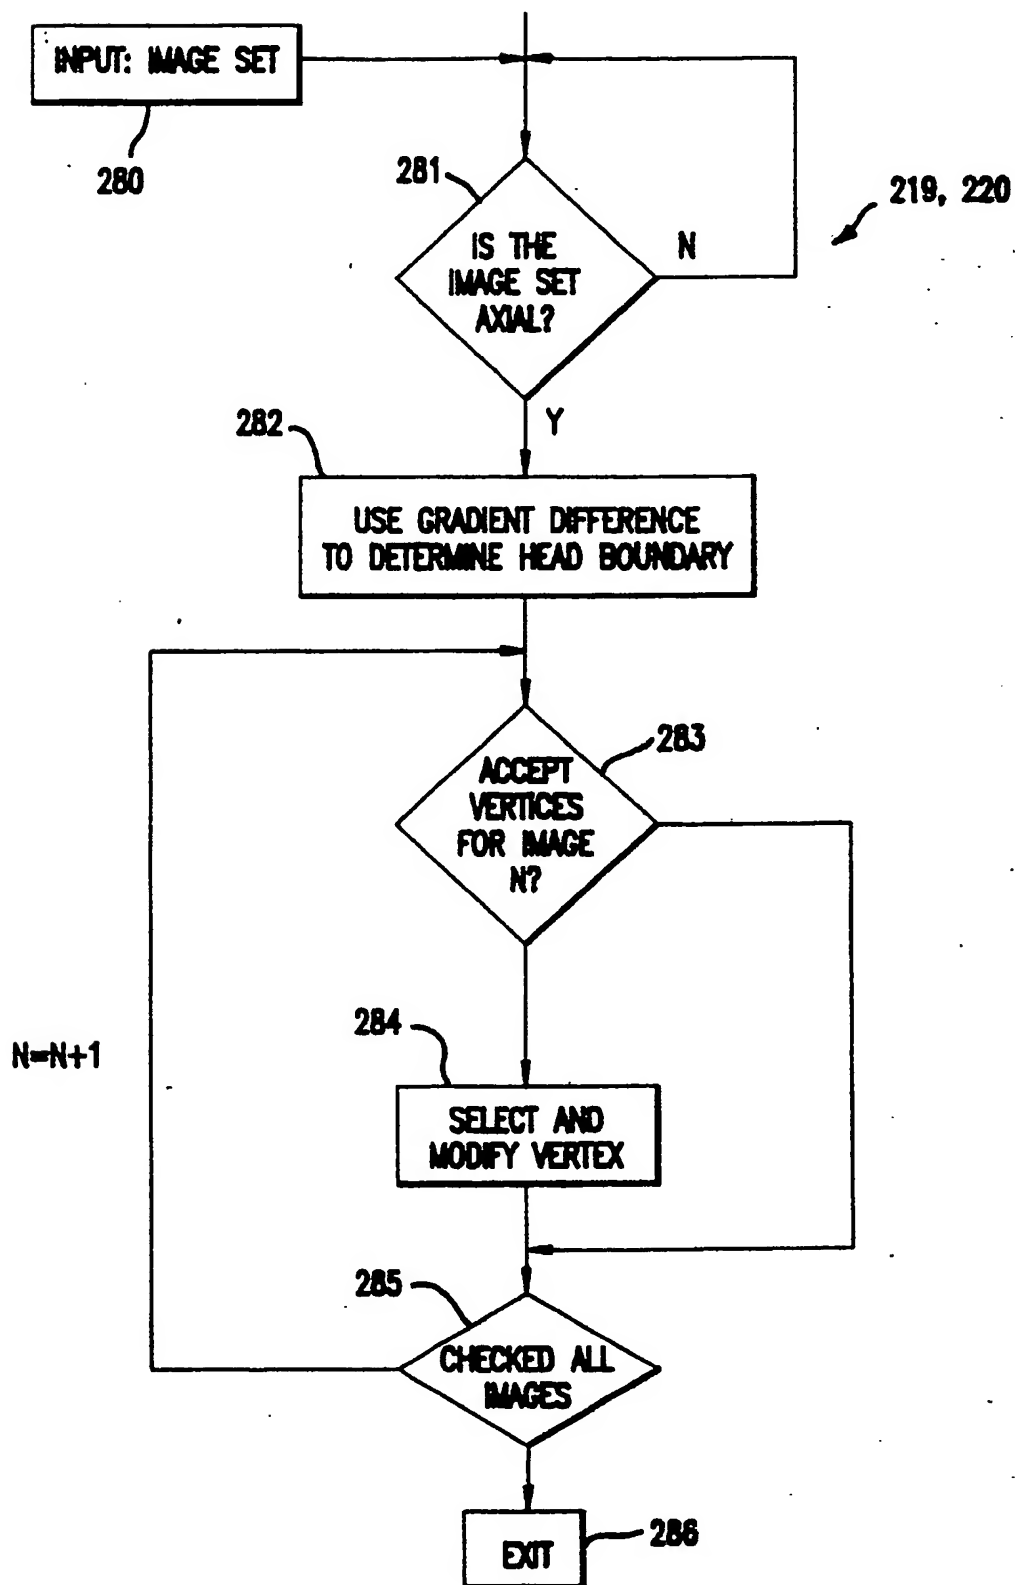 INPUT: IMAGE SET
280
281
219, 220
IS THE
IMAGE SET
AXIAL?
N
Y
282
USE GRADIENT DIFFERENCE
TO DETERMINE HEAD BOUNDARY
283
ACCEPT
VERTICES
FOR IMAGE
N?
284
N=N+1
SELECT AND
MODIFY VERTEX
285
CHECKED ALL
IMAGES
286
EXIT